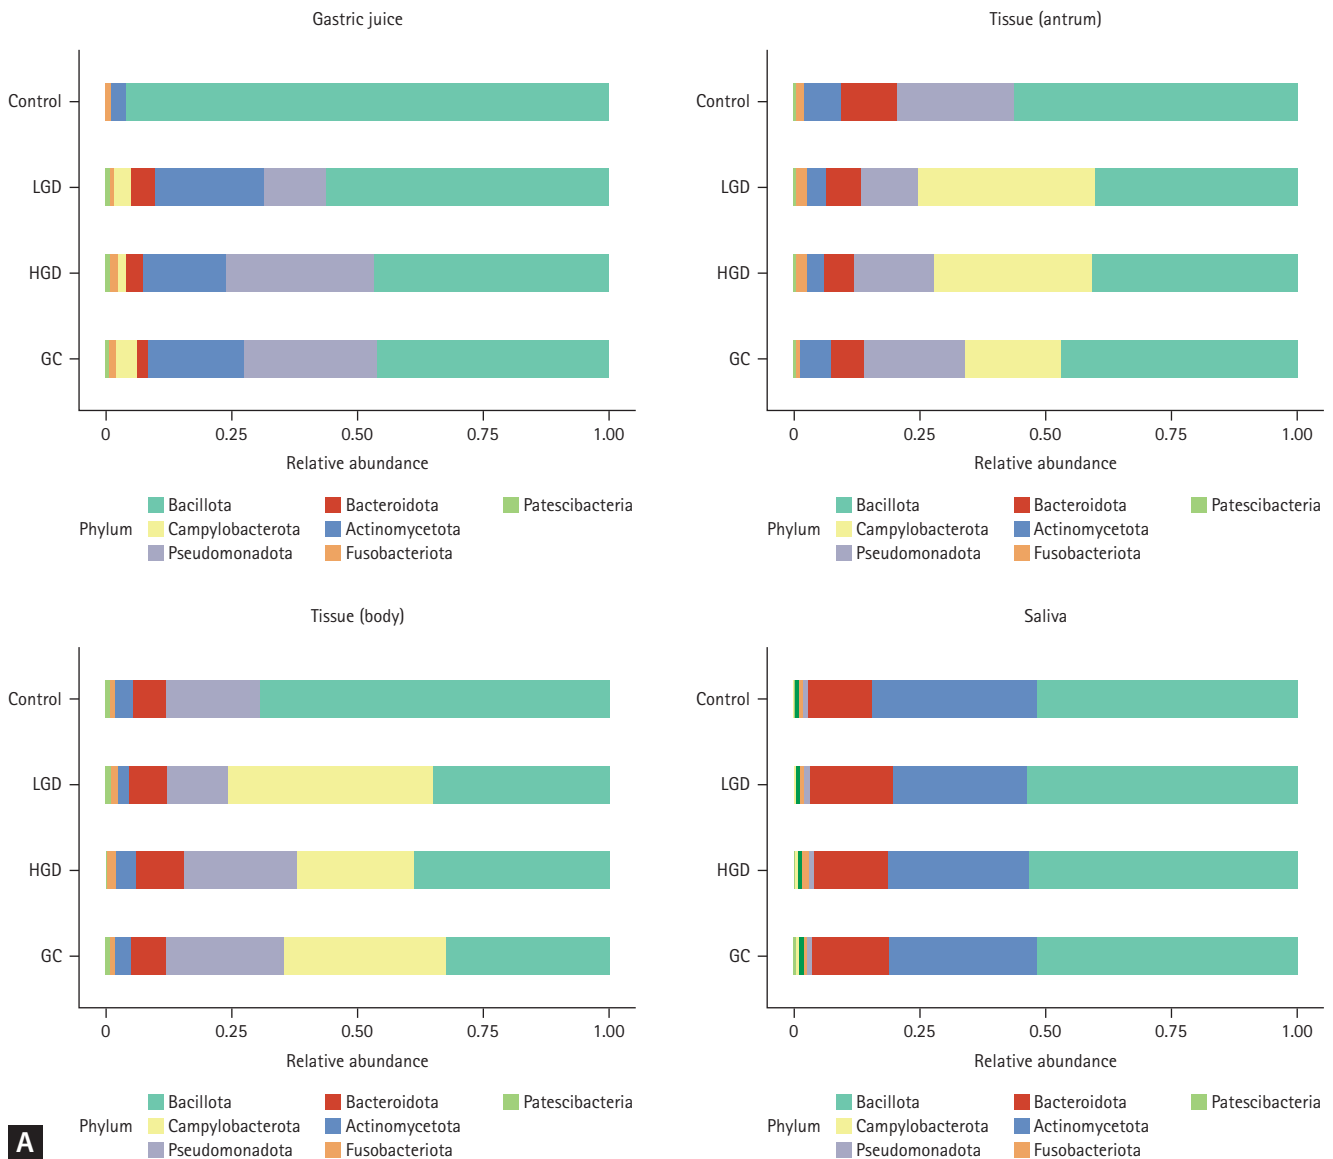 Gastric juice
Control
LGD
HGD
GC
0 0.25 0.50 0.75 1.00
Relative abundance
Phylum
Bacillota Bacteroidota Patescibacteria
Campylobacterota Actinomycetota
Pseudomonadota Fusobacteriota
Tissue (antrum)
Control
LGD
HGD
GC
0 0.25 0.50 0.75 1.00
Relative abundance
Phylum
Bacillota Bacteroidota Patescibacteria
Campylobacterota Actinomycetota
Pseudomonadota Fusobacteriota
Tissue (body)
Control
LGD
HGD
GC
0 0.25 0.50 0.75 1.00
Relative abundance
Phylum
Bacillota Bacteroidota Patescibacteria
Campylobacterota Actinomycetota
Pseudomonadota Fusobacteriota
Saliva
Control
LGD
HGD
GC
0 0.25 0.50 0.75 1.00
Relative abundance
Phylum
Bacillota Bacteroidota Patescibacteria
Campylobacterota Actinomycetota
Pseudomonadota Fusobacteriota
A